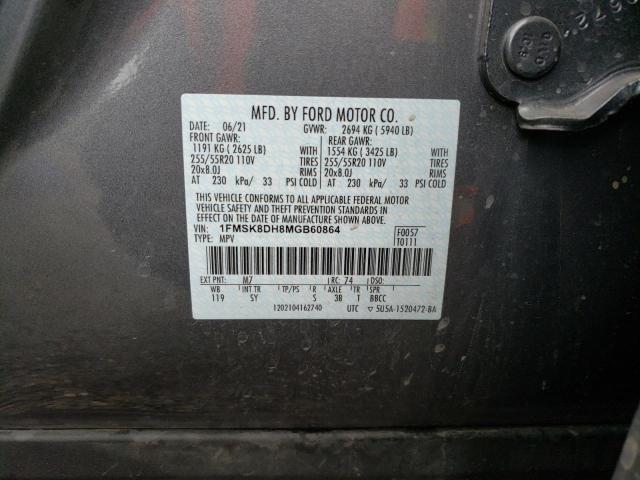 MFD. BY FORD MOTOR CO.
DATE: 06/21 GVWR: 2694 KG ( 5940 LB)
FRONT GAWR: REAR GAWR:
1191 KG ( 2625 LB) WITH 1554 KG ( 3425 LB) WITH
255/55R20 110V TIRES 255/55R20 110V TIRES
20x8.0J RIMS 20x8.0J RIMS
AT 230 kPa/ 33 PSI COLD AT 230 kPa/ 33 PSI COLD
THIS VEHICLE CONFORMS TO ALL APPLICABLE FEDERAL MOTOR
VEHICLE SAFETY AND THEFT PREVENTION STANDARDS IN
EFFECT ON THE DATE OF MANUFACTURE SHOWN ABOVE.
VIN: 1FMSK8DH8MGB60864 F0057
TYPE: MPV T0111
EXT PNT: M7 RC: 74 DSO:
WB INT TR TP/PS R AXLE TR SPR
119 SY S 3B T BBCC
1202104162740 UTC ▽ 5U5A-1520472-BA